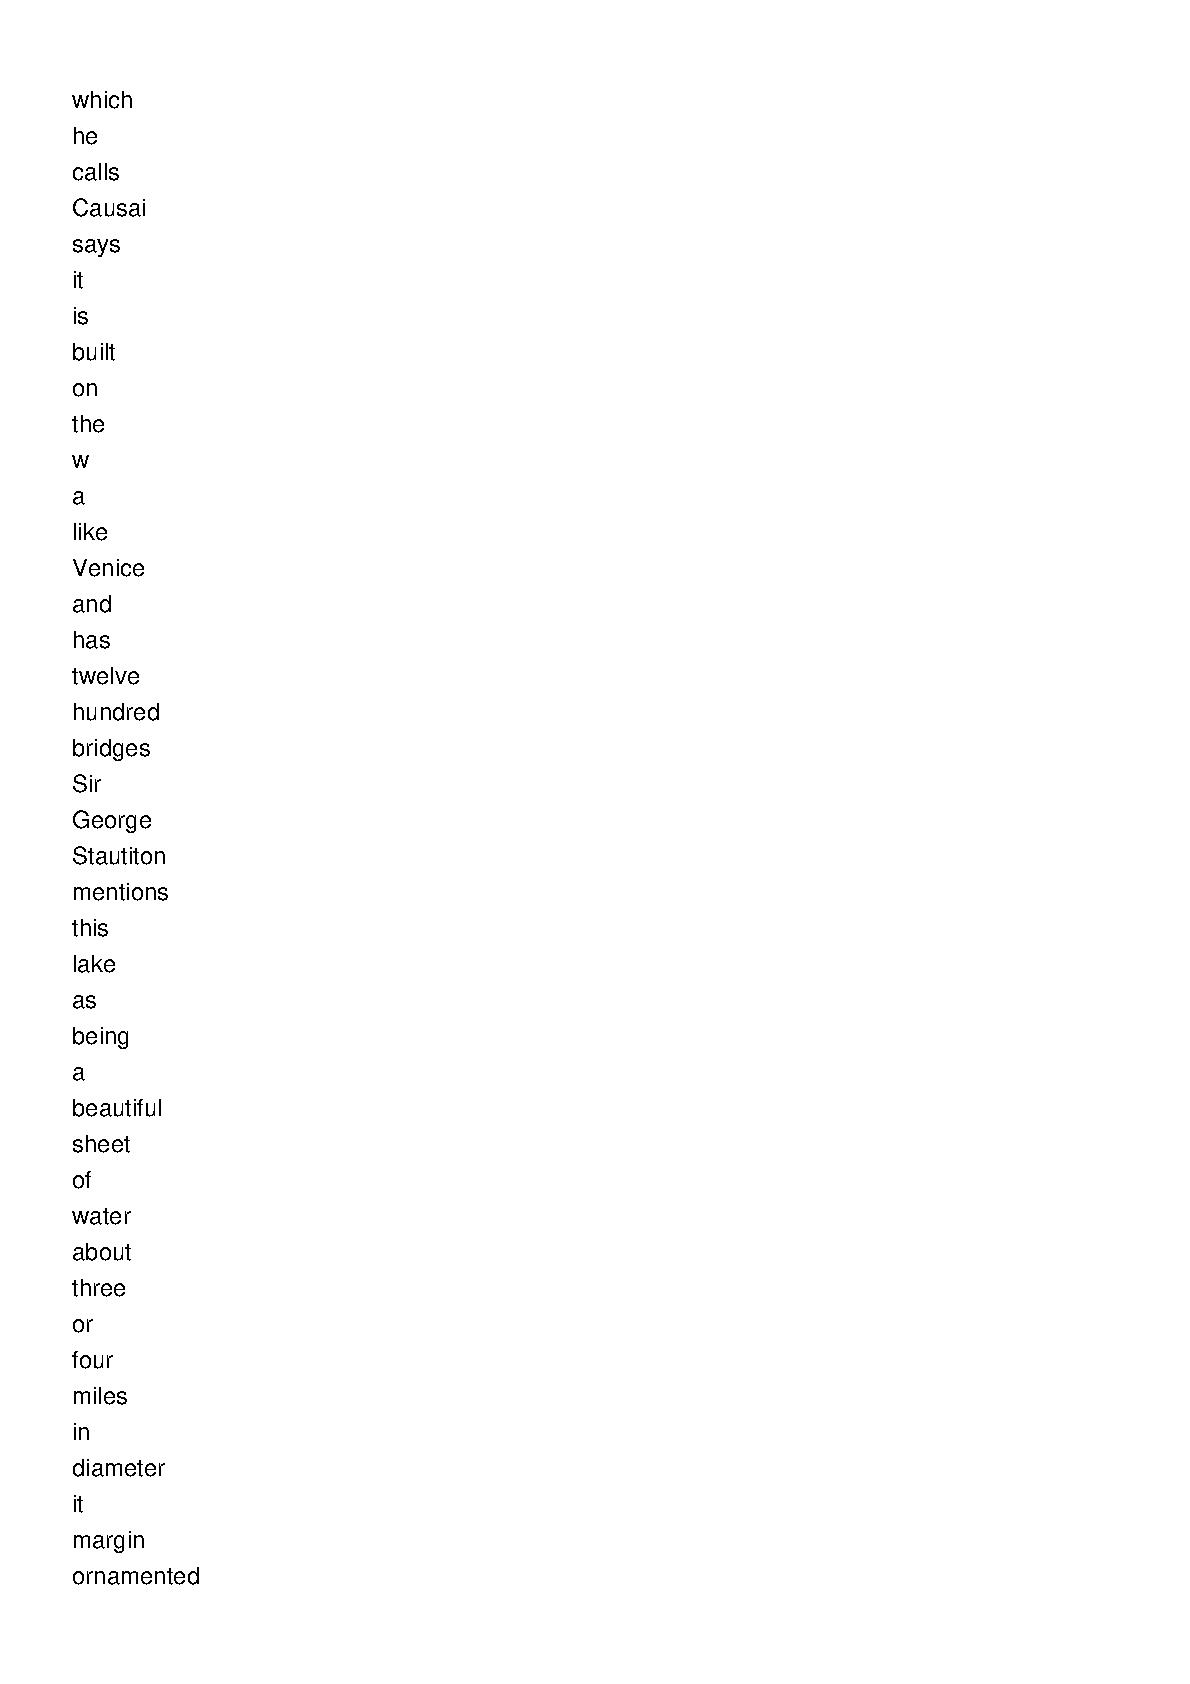 which
he
calls
Causai
says
it
is
built
on
the
w
a
like
Venice
and
has
twelve
hundred
bridges
Sir
George
Stautiton
mentions
this
lake
as
being
a
beautiful
sheet
of
water
about
three
or
four
miles
in
diameter
it
margin
ornamented